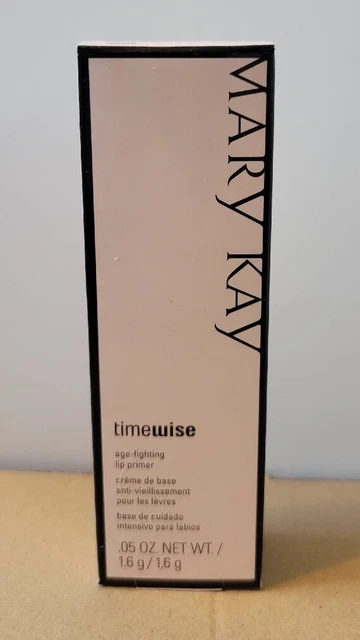 MARY KAY
timewise
age-fighting
lip primer
crème de base
anti-vieillissement
pour les lèvres
base de cuidado
intensivo para labios
.05 OZ. NET WT. /
1.6 g / 1,6 g